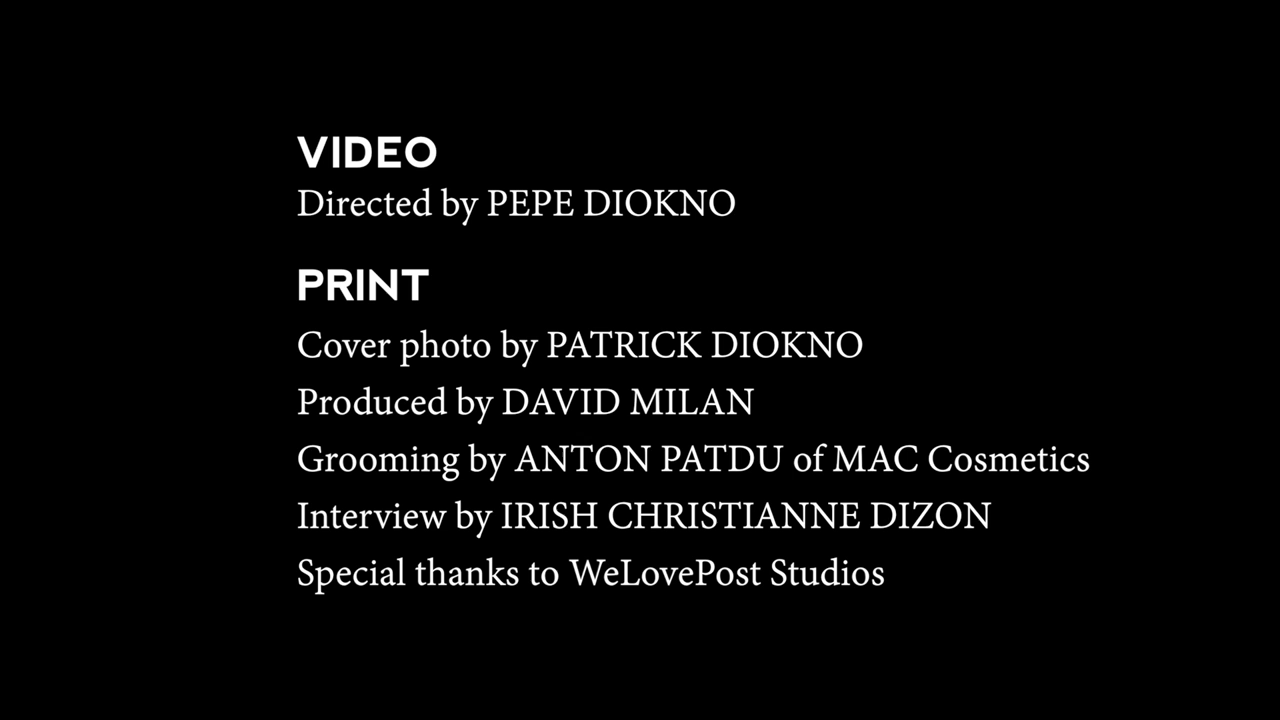 VIDEO
Directed by PEPE DIOKNO
PRINT
Cover photo by PATRICK DIOKNO
Produced by DAVID MILAN
Grooming by ANTON PATDU of MAC Cosmetics
Interview by IRISH CHRISTIANNE DIZON
Special thanks to WeLovePost Studios